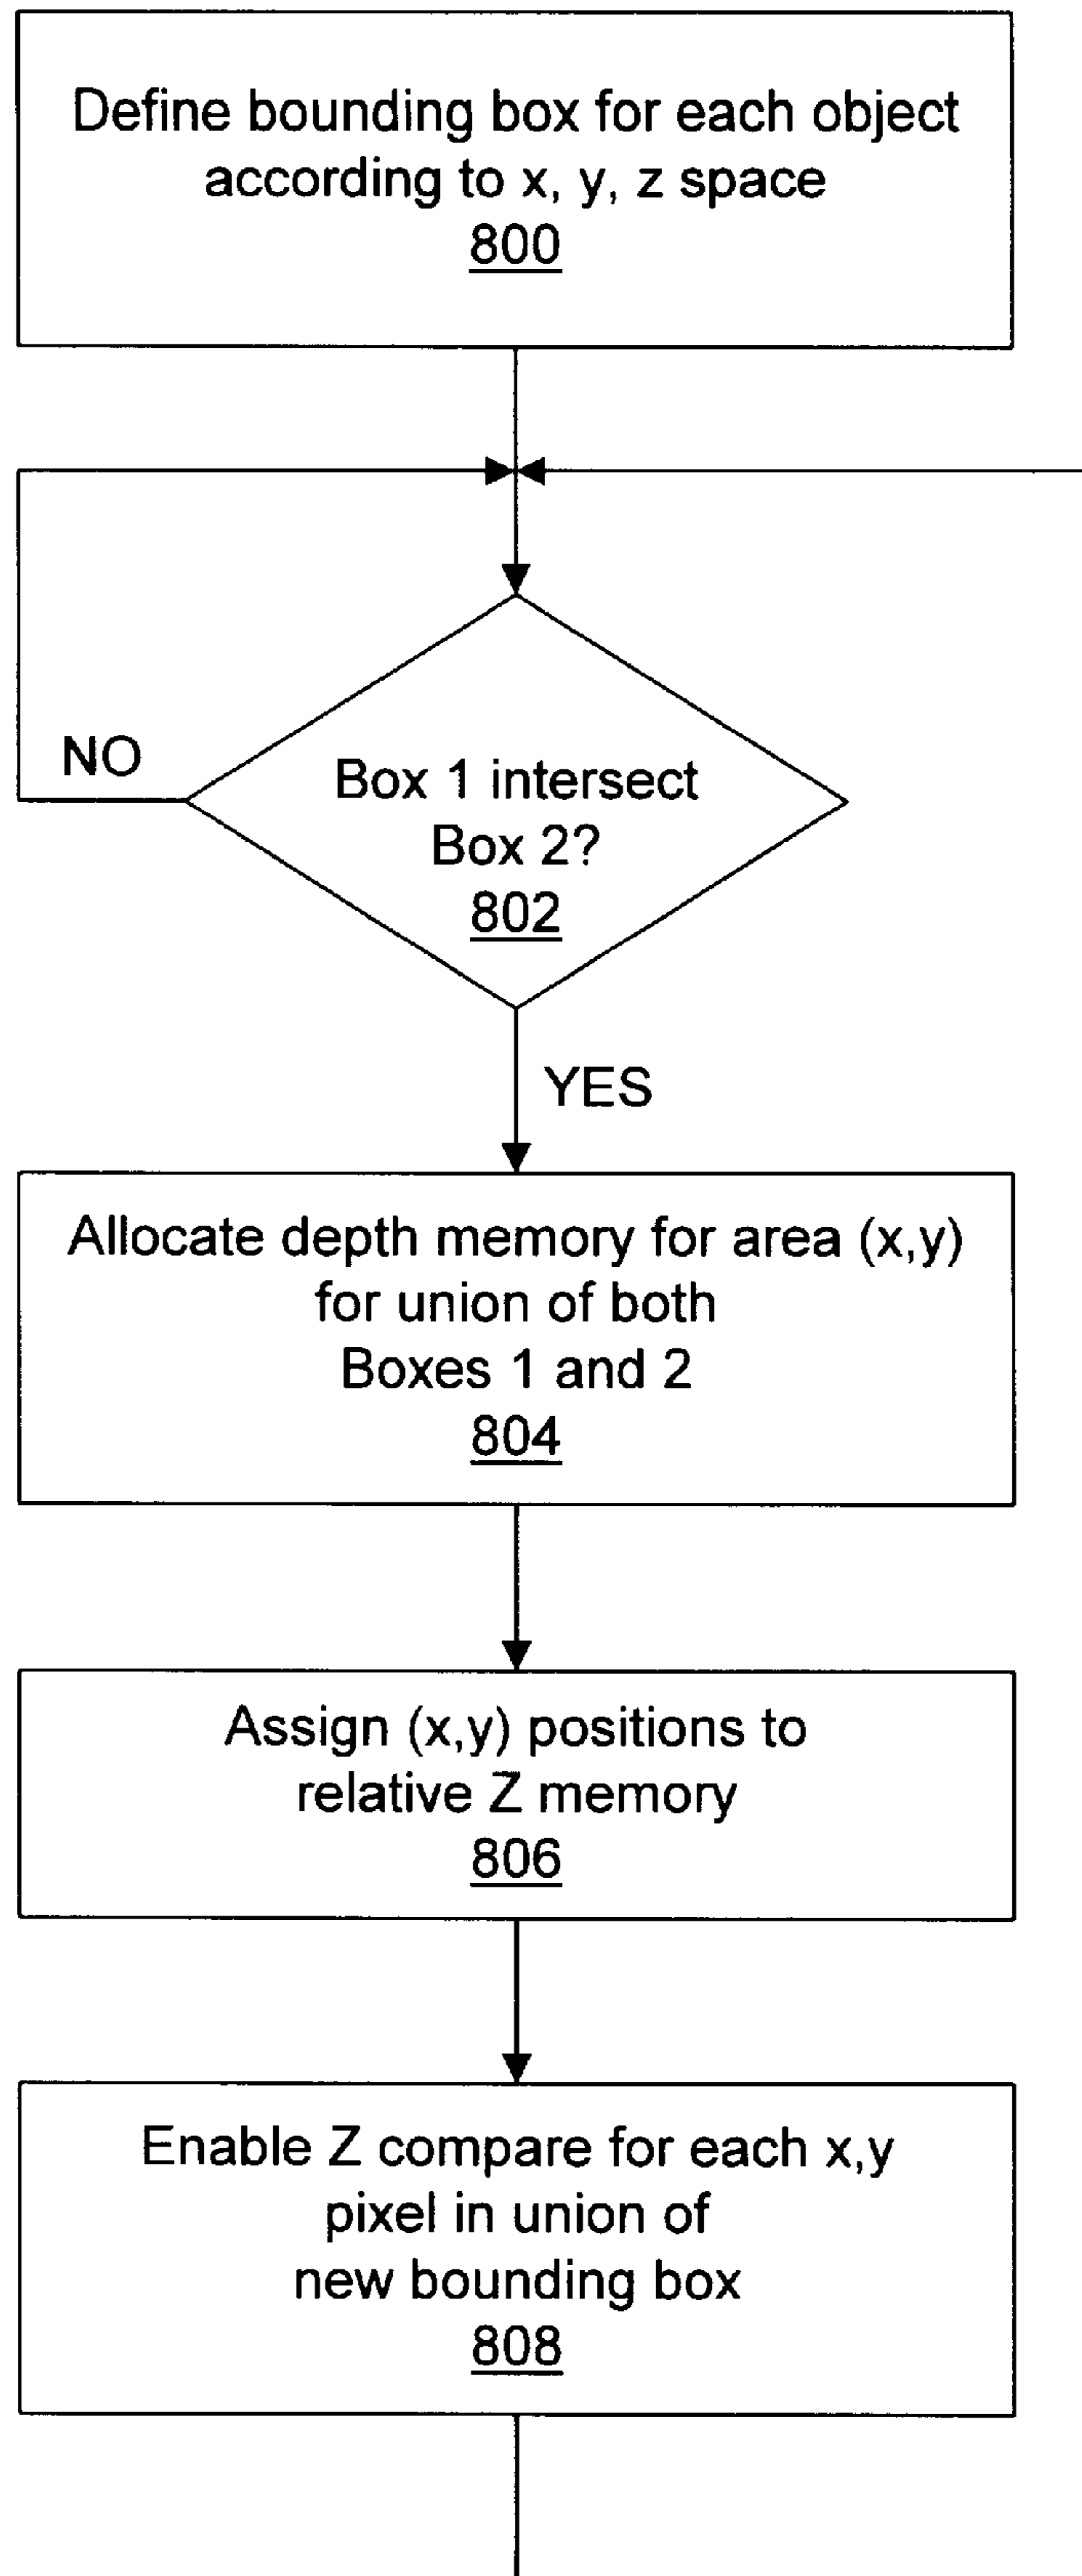 Define bounding box for each object
according to x, y, z space
800
NO
Box 1 intersect
Box 2?
802
YES
Allocate depth memory for area (x,y)
for union of both
Boxes 1 and 2
804
Assign (x,y) positions to
relative Z memory
806
Enable Z compare for each x,y
pixel in union of
new bounding box
808